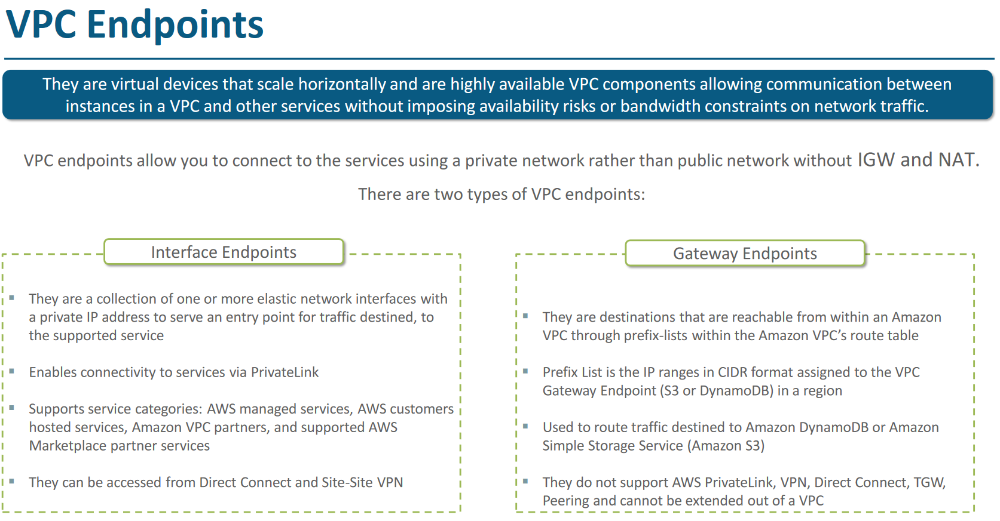 VPC Endpoints
They are virtual devices that scale horizontally and are highly available VPC components allowing communication between
instances in a VPC and other services without imposing availability risks or bandwidth constraints on network traffic.
VPC endpoints allow you to connect to the services using a private network rather than public network without IGW and NAT.
There are two types of VPC endpoints:
Interface Endpoints
▪ They are a collection of one or more elastic network interfaces with
a private IP address to serve an entry point for traffic destined, to
the supported service
▪ Enables connectivity to services via PrivateLink
▪ Supports service categories: AWS managed services, AWS customers
hosted services, Amazon VPC partners, and supported AWS
Marketplace partner services
▪ They can be accessed from Direct Connect and Site-Site VPN
Gateway Endpoints
▪ They are destinations that are reachable from within an Amazon
VPC through prefix-lists within the Amazon VPC’s route table
▪ Prefix List is the IP ranges in CIDR format assigned to the VPC
Gateway Endpoint (S3 or DynamoDB) in a region
▪ Used to route traffic destined to Amazon DynamoDB or Amazon
Simple Storage Service (Amazon S3)
▪ They do not support AWS PrivateLink, VPN, Direct Connect, TGW,
Peering and cannot be extended out of a VPC